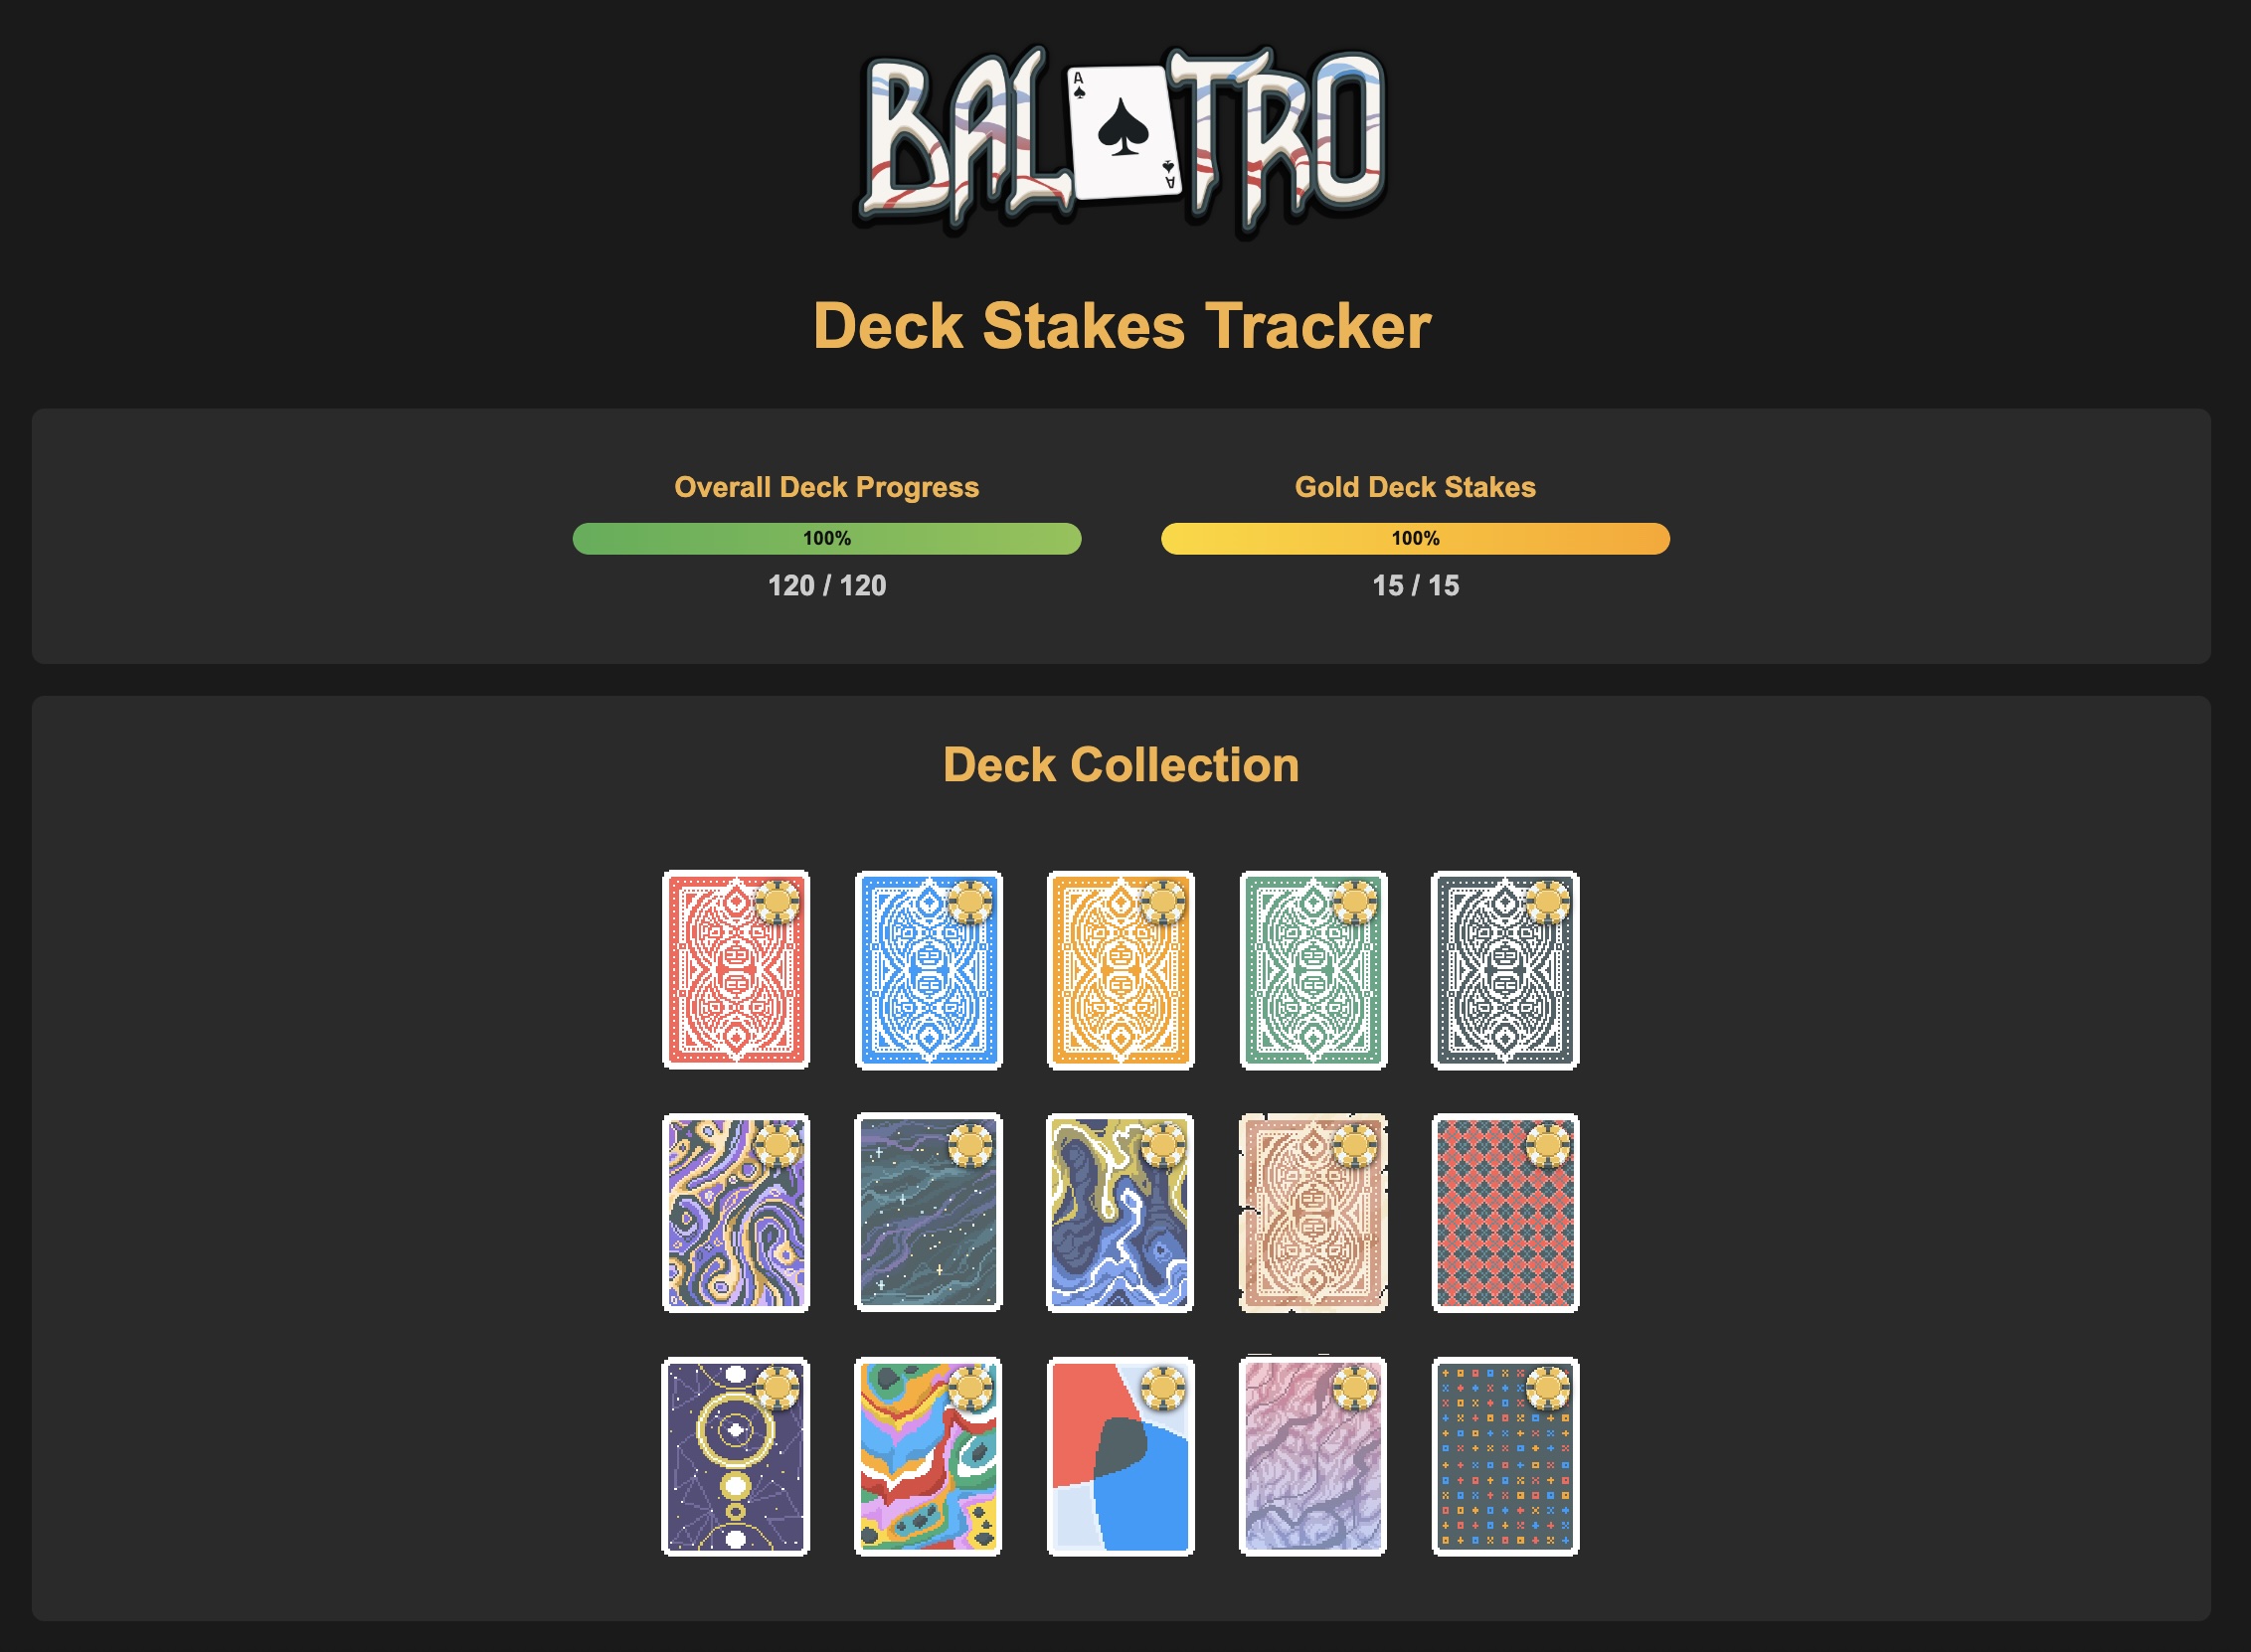 BALATRO
Deck Stakes Tracker
Overall Deck Progress
Gold Deck Stakes
100%
100%
120 / 120
15 / 15
Deck Collection